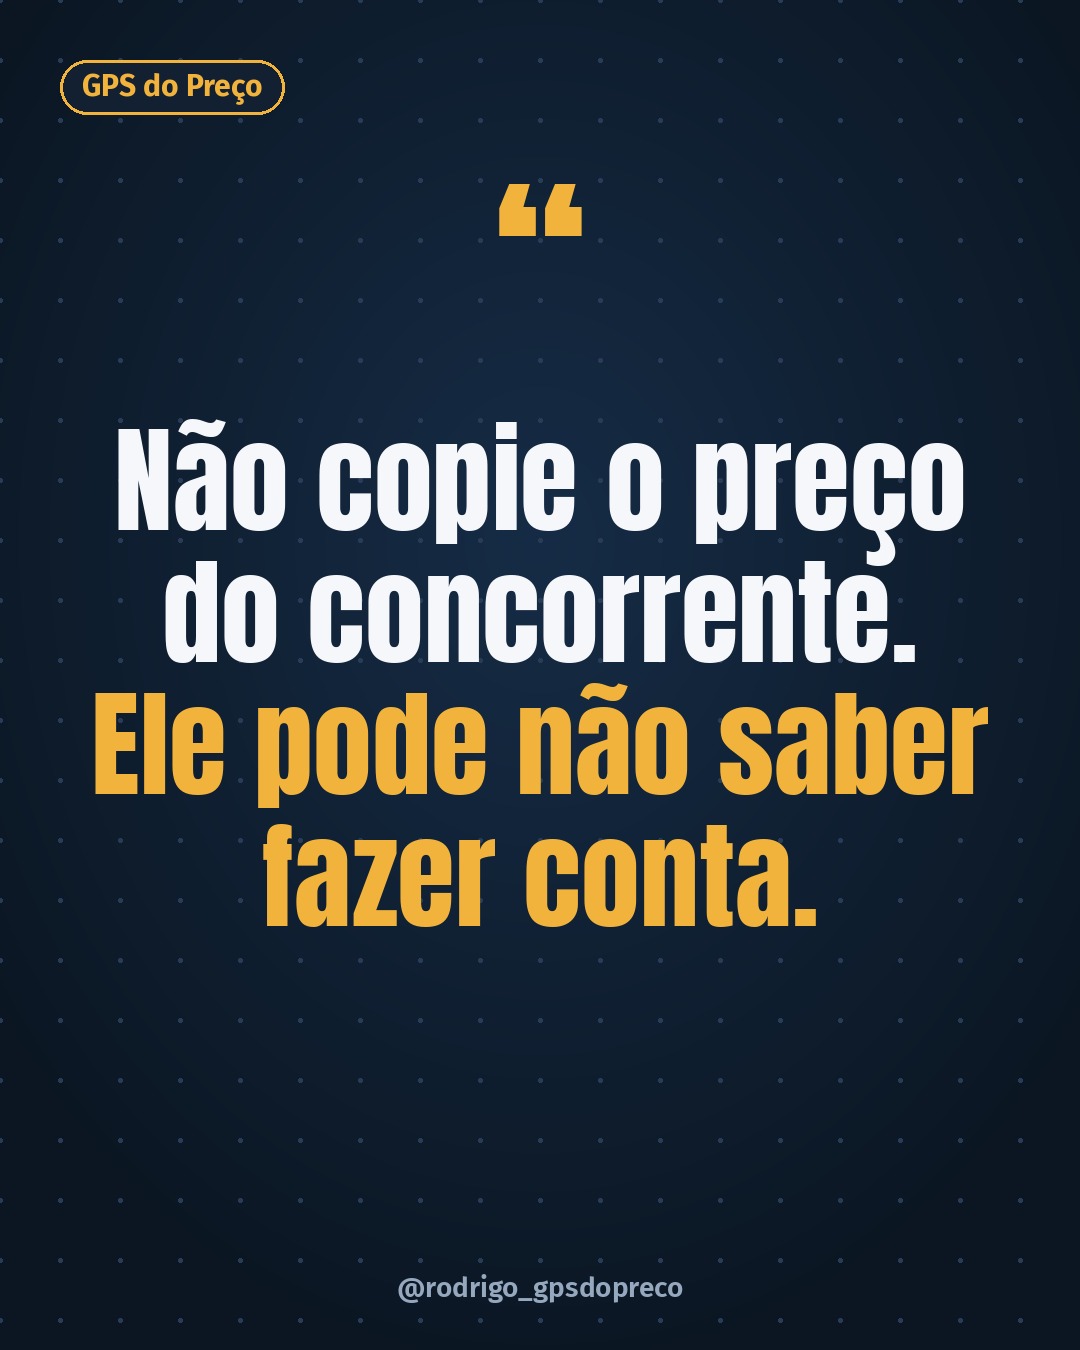 GPS do Preço
“
Não copie o preço
do concorrente.
Ele pode não saber
fazer conta.
@rodrigo_gpsdopreco